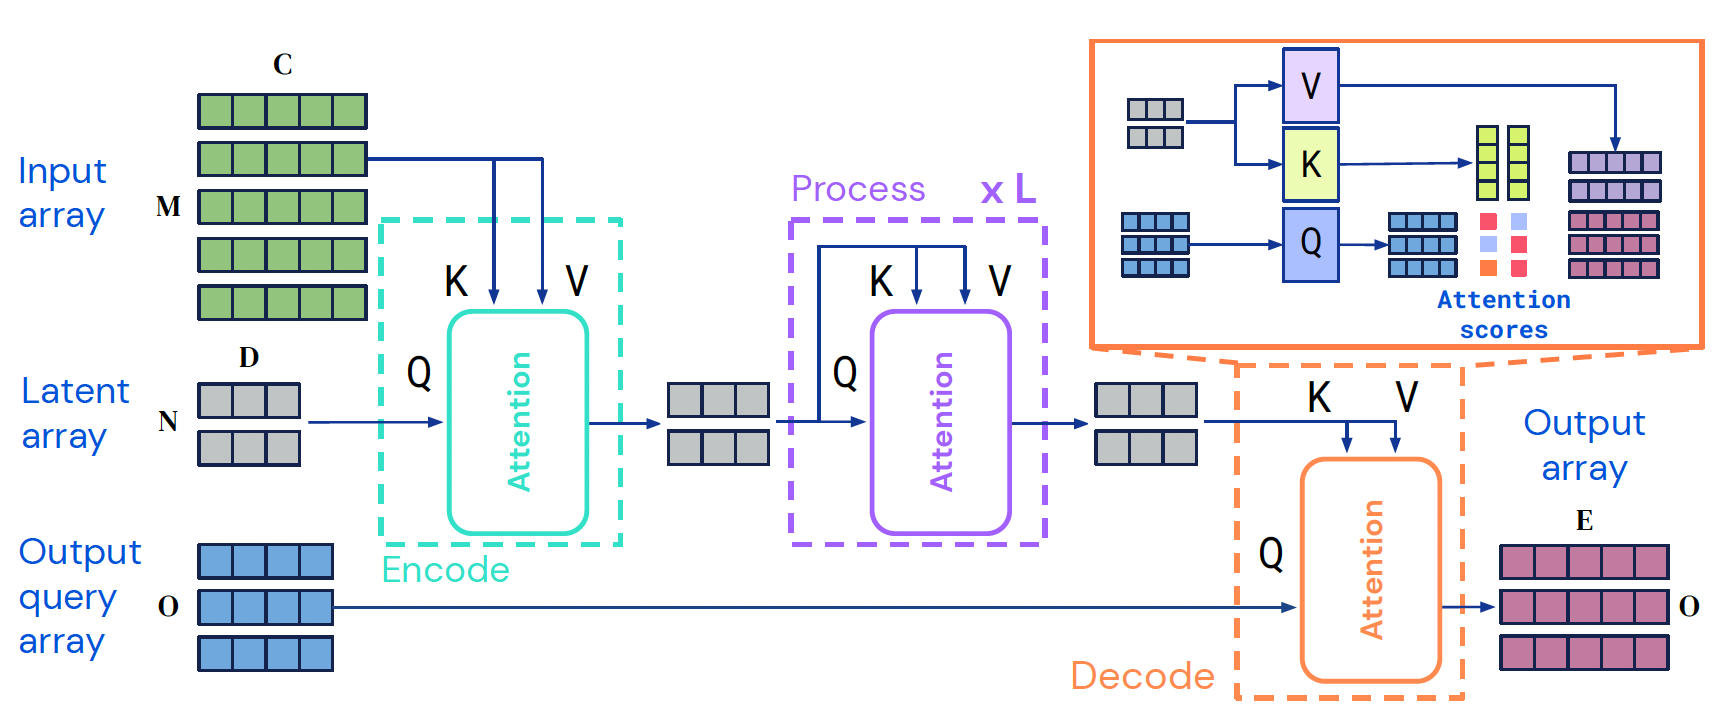 C
Input
array
M
D
Latent
array
N
Output
query
array
O
K
V
Q
Attention
Encode
Process x L
K
V
Q
Attention
K
V
Q
Attention
Decode
V
K
Q
Attention
scores
Output
array
E
O